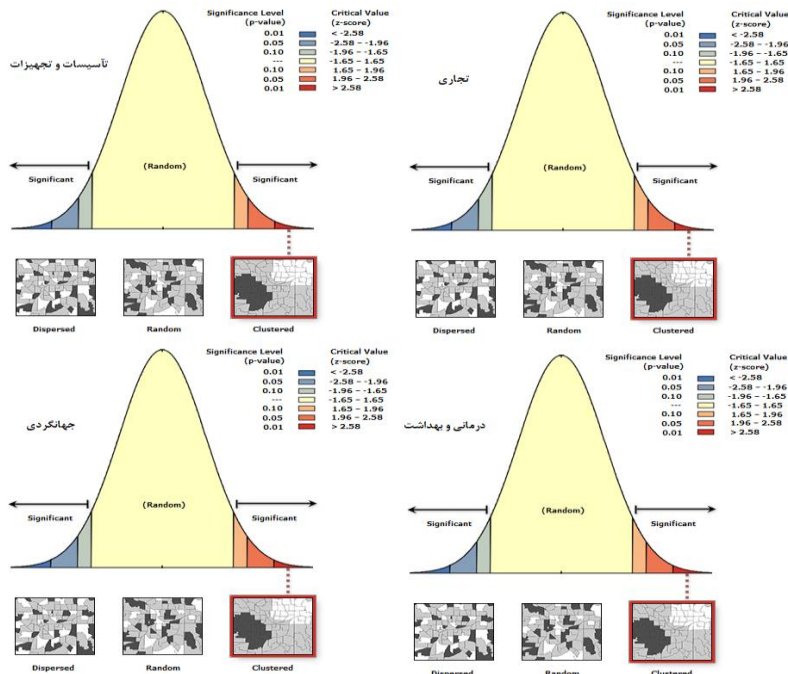 Significance Level (p-value) Critical Value (z-score)
0.01 < -2.58
0.05 -2.58 – -1.96
0.10 -1.96 – -1.65
--- -1.65 – 1.65
0.10 1.65 – 1.96
0.05 1.96 – 2.58
0.01 > 2.58
تآسیسات و تجهیزات
(Random)
Significant Significant
Dispersed Random Clustered
Significance Level (p-value) Critical Value (z-score)
0.01 < -2.58
0.05 -2.58 – -1.96
0.10 -1.96 – -1.65
--- -1.65 – 1.65
0.10 1.65 – 1.96
0.05 1.96 – 2.58
0.01 > 2.58
تجاری
(Random)
Significant Significant
Dispersed Random Clustered
Significance Level (p-value) Critical Value (z-score)
0.01 < -2.58
0.05 -2.58 – -1.96
0.10 -1.96 – -1.65
--- -1.65 – 1.65
0.10 1.65 – 1.96
0.05 1.96 – 2.58
0.01 > 2.58
جهانگردی
(Random)
Significant Significant
Dispersed Random Clustered
Significance Level (p-value) Critical Value (z-score)
0.01 < -2.58
0.05 -2.58 – -1.96
0.10 -1.96 – -1.65
--- -1.65 – 1.65
0.10 1.65 – 1.96
0.05 1.96 – 2.58
0.01 > 2.58
درمانی و بهداشت
(Random)
Significant Significant
Dispersed Random Clustered